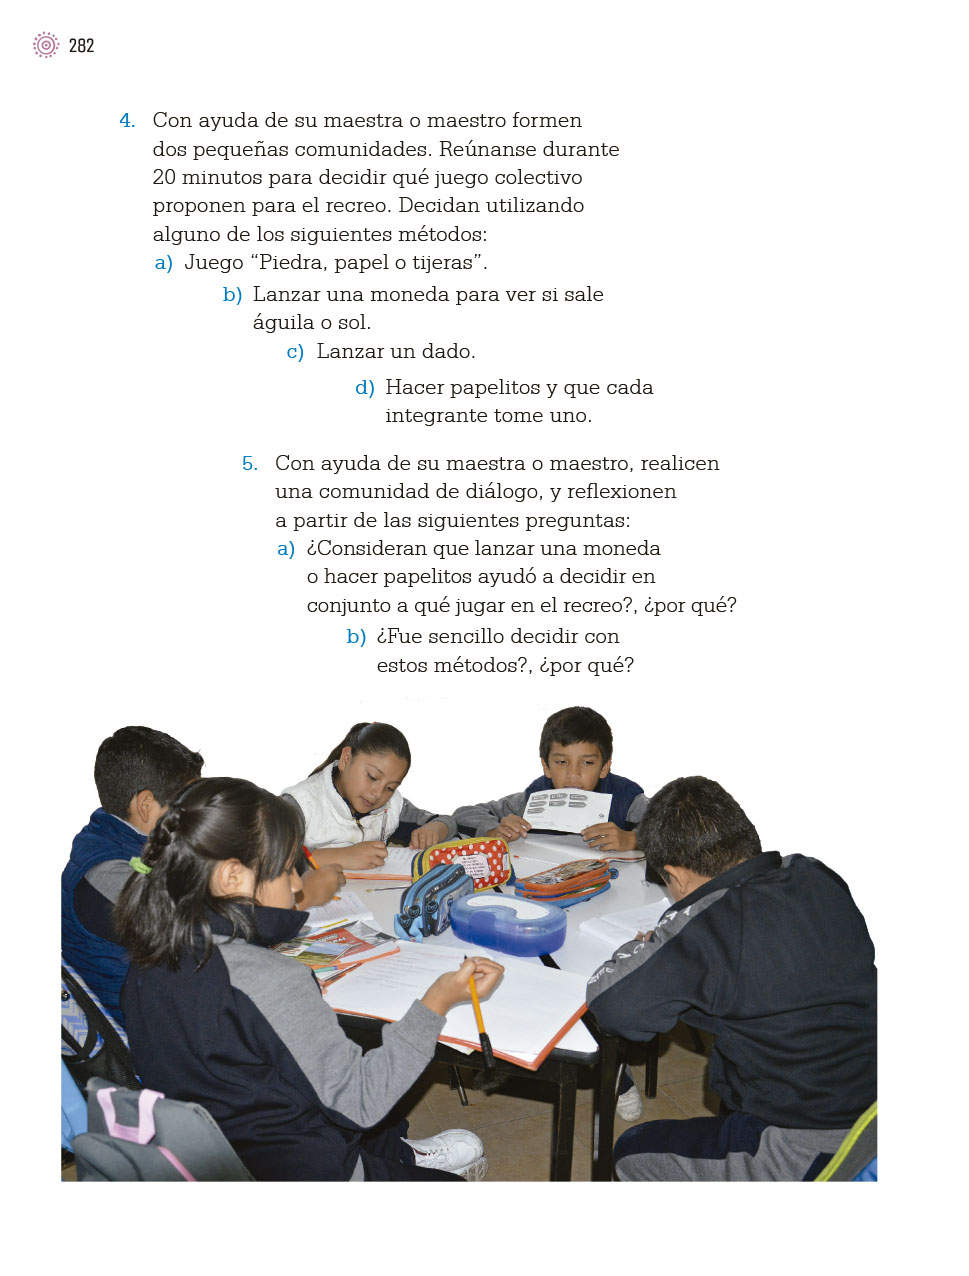 282
4. Con ayuda de su maestra o maestro formen
dos pequeñas comunidades. Reúnanse durante
20 minutos para decidir qué juego colectivo
proponen para el recreo. Decidan utilizando
alguno de los siguientes métodos:
a) Juego “Piedra, papel o tijeras”.
b) Lanzar una moneda para ver si sale
águila o sol.
c) Lanzar un dado.
d) Hacer papelitos y que cada
integrante tome uno.
5. Con ayuda de su maestra o maestro, realicen
una comunidad de diálogo, y reflexionen
a partir de las siguientes preguntas:
a) ¿Consideran que lanzar una moneda
o hacer papelitos ayudó a decidir en
conjunto a qué jugar en el recreo?, ¿por qué?
b) ¿Fue sencillo decidir con
estos métodos?, ¿por qué?